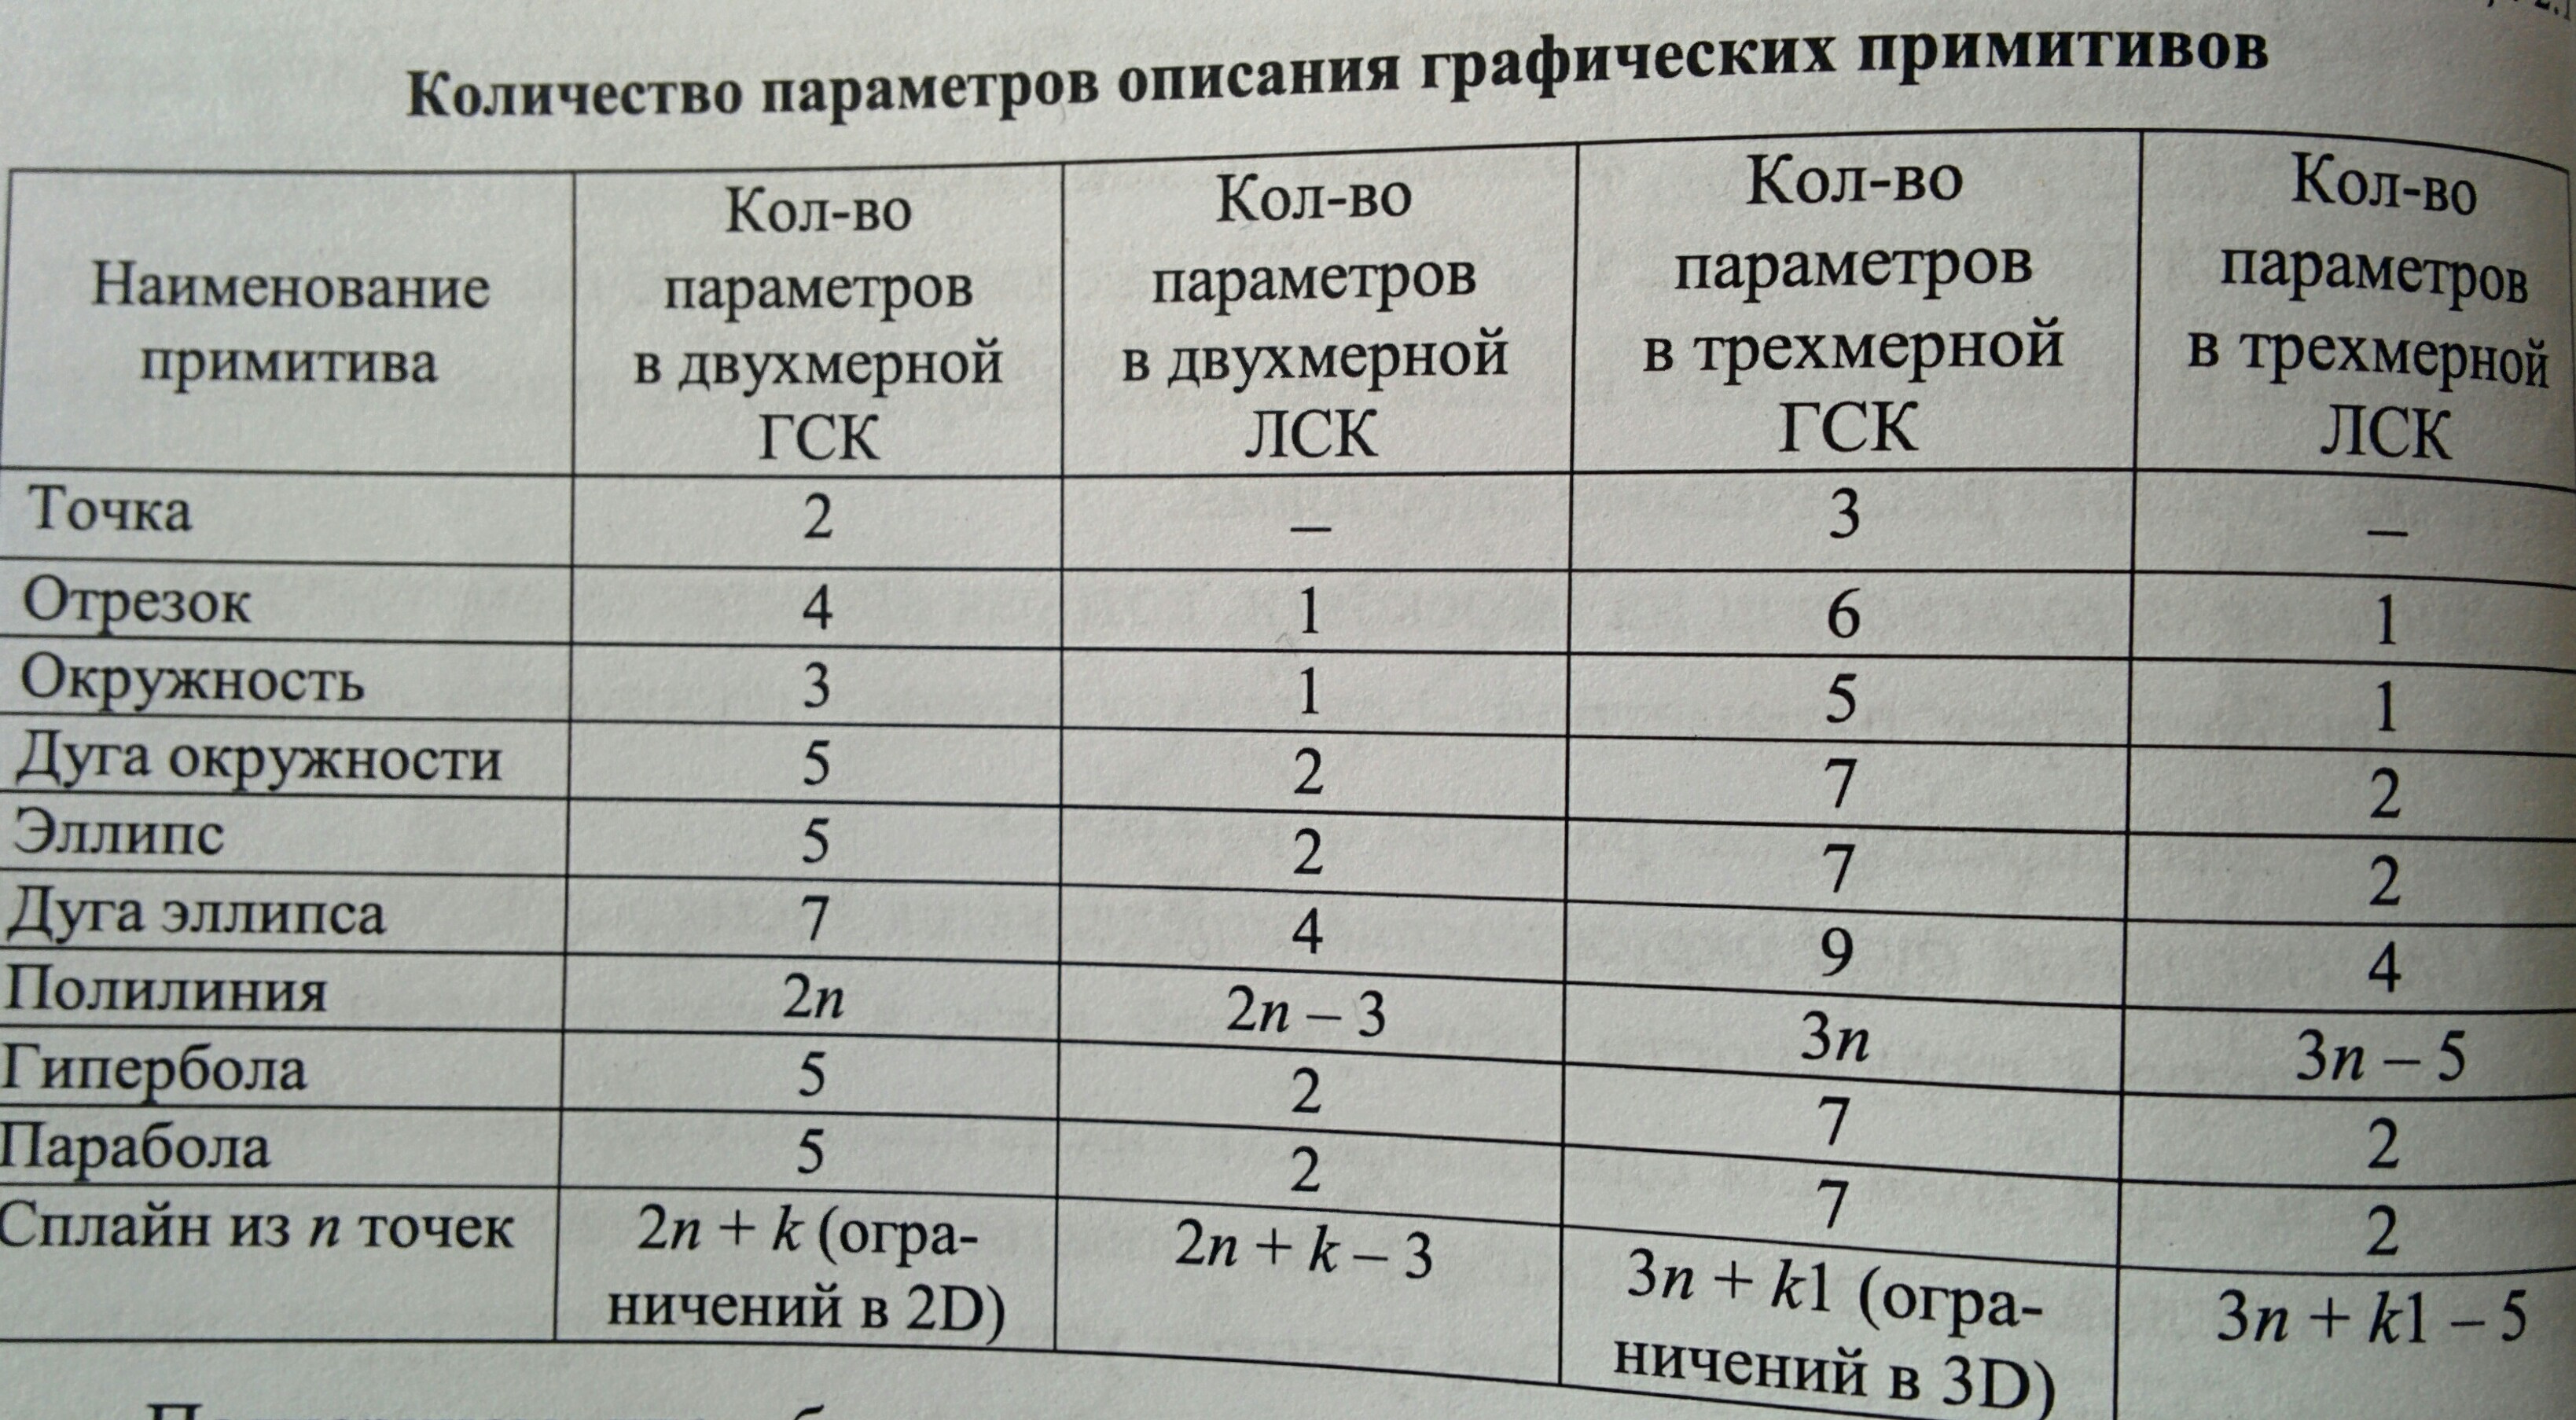 Количество параметров описания графических примитивов
Наименование примитива | Кол-во параметров в двухмерной ГСК | Кол-во параметров в двухмерной ЛСК | Кол-во параметров в трехмерной ГСК | Кол-во параметров в трехмерной ЛСК
Точка | 2 | – | 3 | –
Отрезок | 4 | 1 | 6 | 1
Окружность | 3 | 1 | 5 | 1
Дуга окружности | 5 | 2 | 7 | 2
Эллипс | 5 | 2 | 7 | 2
Дуга эллипса | 7 | 4 | 9 | 4
Полилиния | 2n | 2n – 3 | 3n | 3n – 5
Гипербола | 5 | 2 | 7 | 2
Парабола | 5 | 2 | 7 | 2
Сплайн из n точек | 2n + k (огра-ничений в 2D) | 2n + k – 3 | 3n + k1 (огра-ничений в 3D) | 3n + k1 – 5